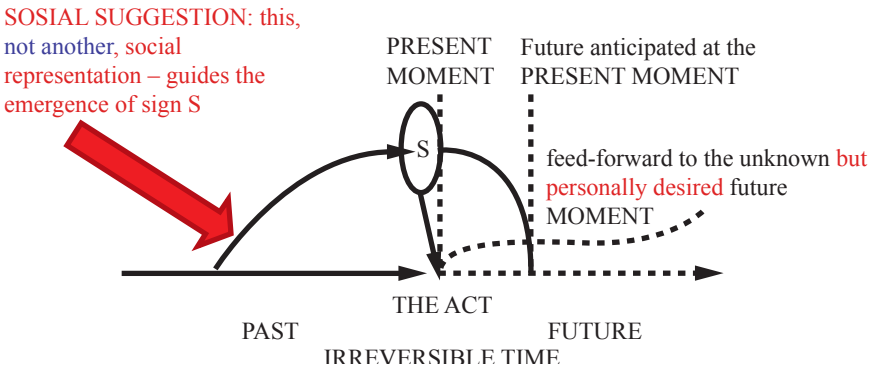 SOSIAL SUGGESTION: this,
not another, social
representation – guides the
emergence of sign S
PRESENT
MOMENT
Future anticipated at the
PRESENT MOMENT
S
feed-forward to the unknown but
personally desired future
MOMENT
THE ACT
PAST
FUTURE
IRREVERSIBLE TIME